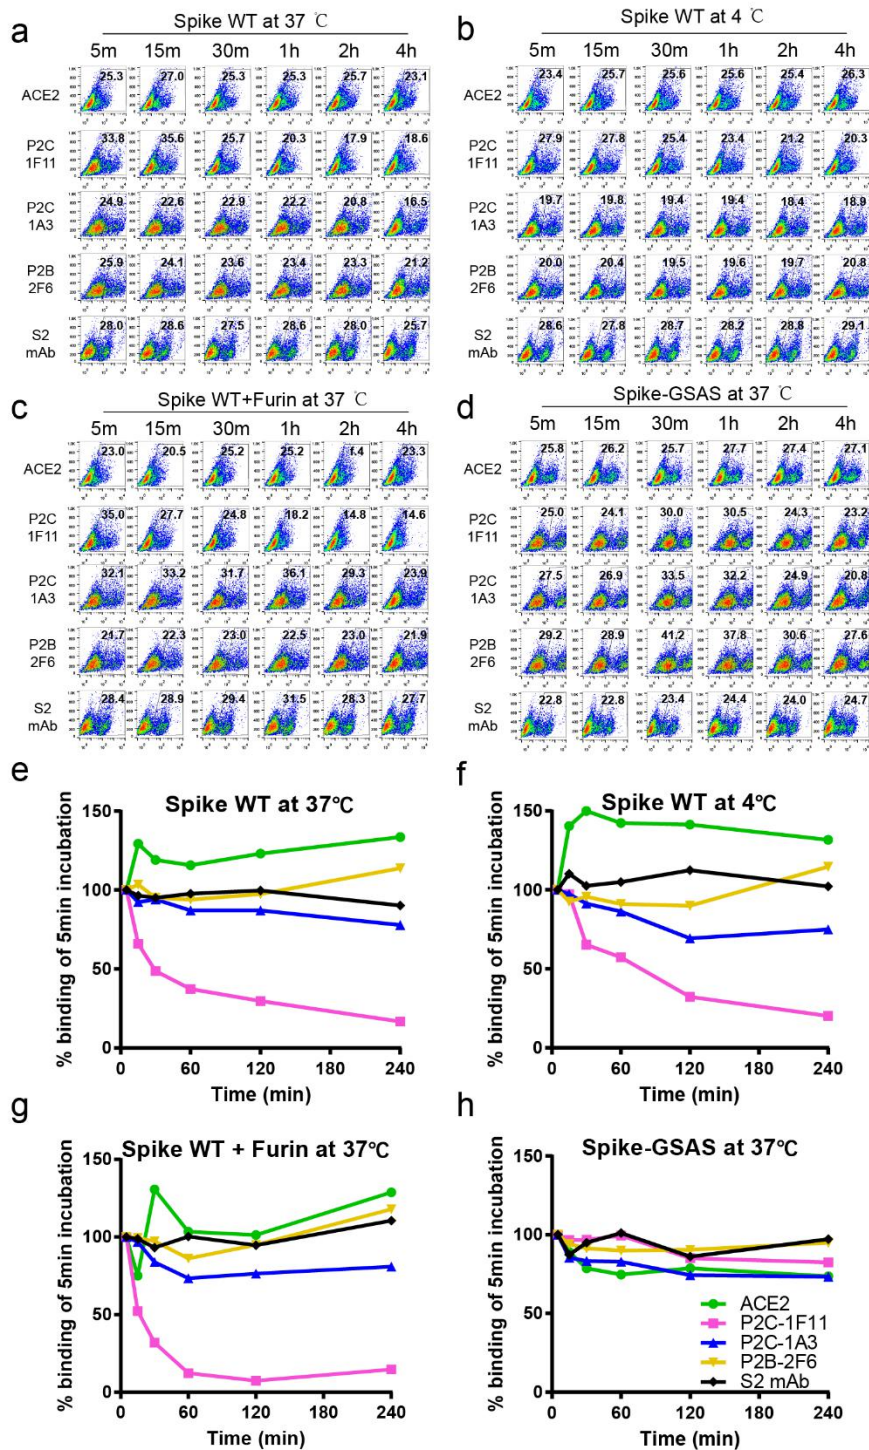 a
Spike WT at 37 ℃
5m 15m 30m 1h 2h 4h
ACE2 25.3 27.0 25.3 25.3 25.7 23.1
P2C
1F11 33.8 35.6 25.7 20.3 17.9 18.6
P2C
1A3 24.9 22.6 22.9 22.2 20.8 16.5
P2B
2F6 25.9 24.1 23.6 23.4 23.3 21.2
S2
mAb 28.0 28.6 27.5 28.6 28.0 25.7
b
Spike WT at 4 ℃
5m 15m 30m 1h 2h 4h
ACE2 23.4 25.7 25.6 25.6 25.4 26.3
P2C
1F11 27.9 27.8 25.4 23.4 21.2 20.3
P2C
1A3 19.7 19.8 19.4 19.4 18.4 18.9
P2B
2F6 20.0 20.4 19.5 19.6 19.7 20.8
S2
mAb 28.6 27.8 28.7 28.2 28.8 29.1
c
Spike WT+Furin at 37 ℃
5m 15m 30m 1h 2h 4h
ACE2 23.0 20.5 25.2 25.2 f.4 23.3
P2C
1F11 35.0 27.7 24.8 18.2 14.8 14.6
P2C
1A3 32.1 33.2 31.7 36.1 29.3 23.9
P2B
2F6 21.7 22.3 23.0 22.5 23.0 21.9
S2
mAb 28.4 28.9 29.4 31.5 28.3 27.7
d
Spike-GSAS at 37 ℃
5m 15m 30m 1h 2h 4h
ACE2 25.8 26.2 25.7 27.7 27.4 27.1
P2C
1F11 25.0 24.1 30.0 30.5 24.3 23.2
P2C
1A3 27.5 26.9 33.5 32.2 24.9 20.8
P2B
2F6 29.2 28.9 41.2 37.8 30.6 27.6
S2
mAb 22.8 22.8 23.4 24.4 24.0 24.7
e
Spike WT at 37℃
% binding of 5min incubation
150
100
50
0
0 60 120 180 240
Time (min)
f
Spike WT at 4℃
% binding of 5min incubation
150
100
50
0
0 60 120 180 240
Time (min)
g
Spike WT + Furin at 37℃
% binding of 5min incubation
150
100
50
0
0 60 120 180 240
Time (min)
h
Spike-GSAS at 37℃
% binding of 5min incubation
150
100
50
0
ACE2
P2C-1F11
P2C-1A3
P2B-2F6
S2 mAb
0 60 120 180 240
Time (min)